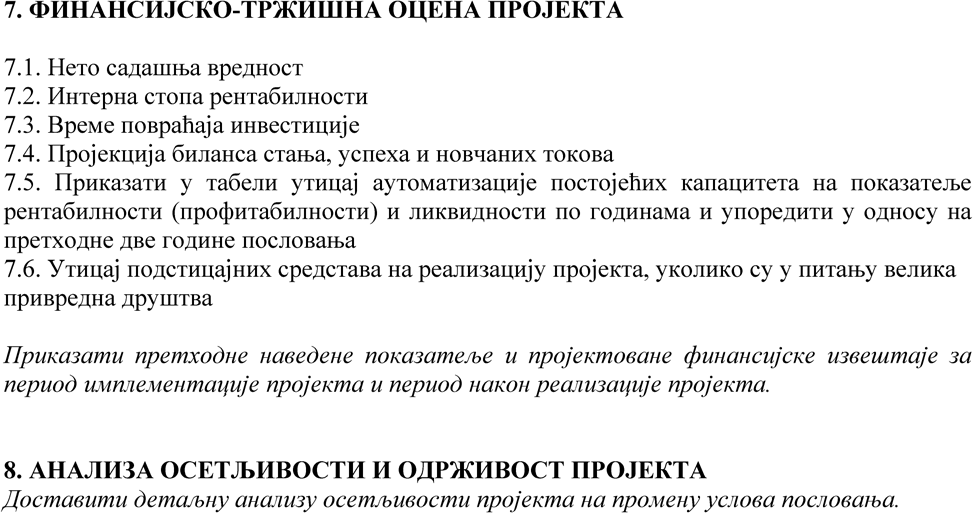 7. ФИНАНСИЈСКО-ТРЖИШНА ОЦЕНА ПРОЈЕКТА
7.1. Нето садашња вредност
7.2. Интерна стопа рентабилности
7.3. Време повраћаја инвестиције
7.4. Пројекција биланса стања, успеха и новчаних токова
7.5. Приказати у табели утицај аутоматизације постојећих капацитета на показатеље
рентабилности (профитабилности) и ликвидности по годинама и упоредити у односу на
претходне две године пословања
7.6. Утицај подстицајних средстава на реализацију пројекта, уколико су у питању велика
привредна друштва
Приказати претходне наведене показатеље и пројектоване финансијске извештаје за
период имплементације пројекта и период након реализације пројекта.
8. АНАЛИЗА ОСЕТЉИВОСТИ И ОДРЖИВОСТ ПРОЈЕКТА
Доставити детаљну анализу осетљивости пројекта на промену услова пословања.